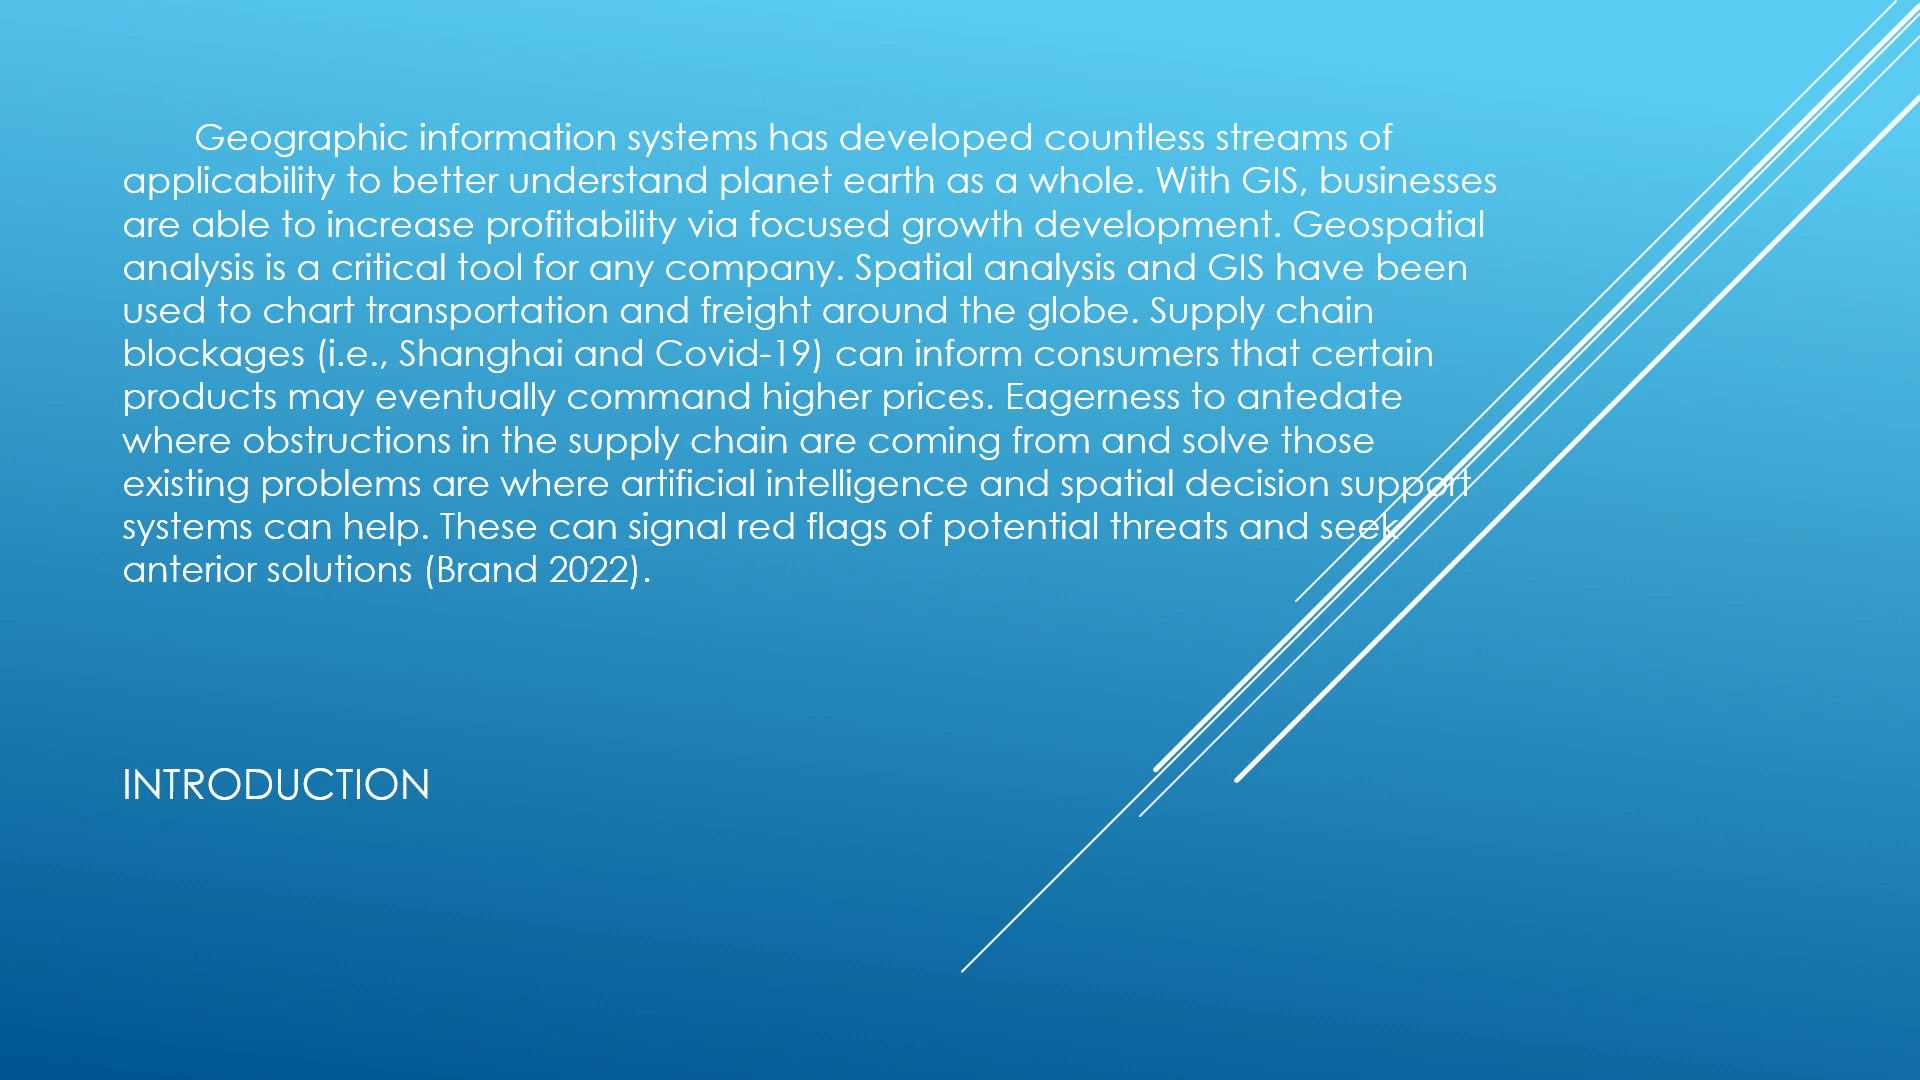 Geographic information systems has developed countless streams of
applicability to better understand planet earth as a whole. With GIS, businesses
are able to increase profitability via focused growth development. Geospatial
analysis is a critical tool for any company. Spatial analysis and GIS have been
used to chart transportation and freight around the globe. Supply chain
blockages (i.e., Shanghai and Covid-19) can inform consumers that certain
products may eventually command higher prices. Eagerness to antedate
where obstructions in the supply chain are coming from and solve those
existing problems are where artificial intelligence and spatial decision support
systems can help. These can signal red flags of potential threats and seek
anterior solutions (Brand 2022).
INTRODUCTION